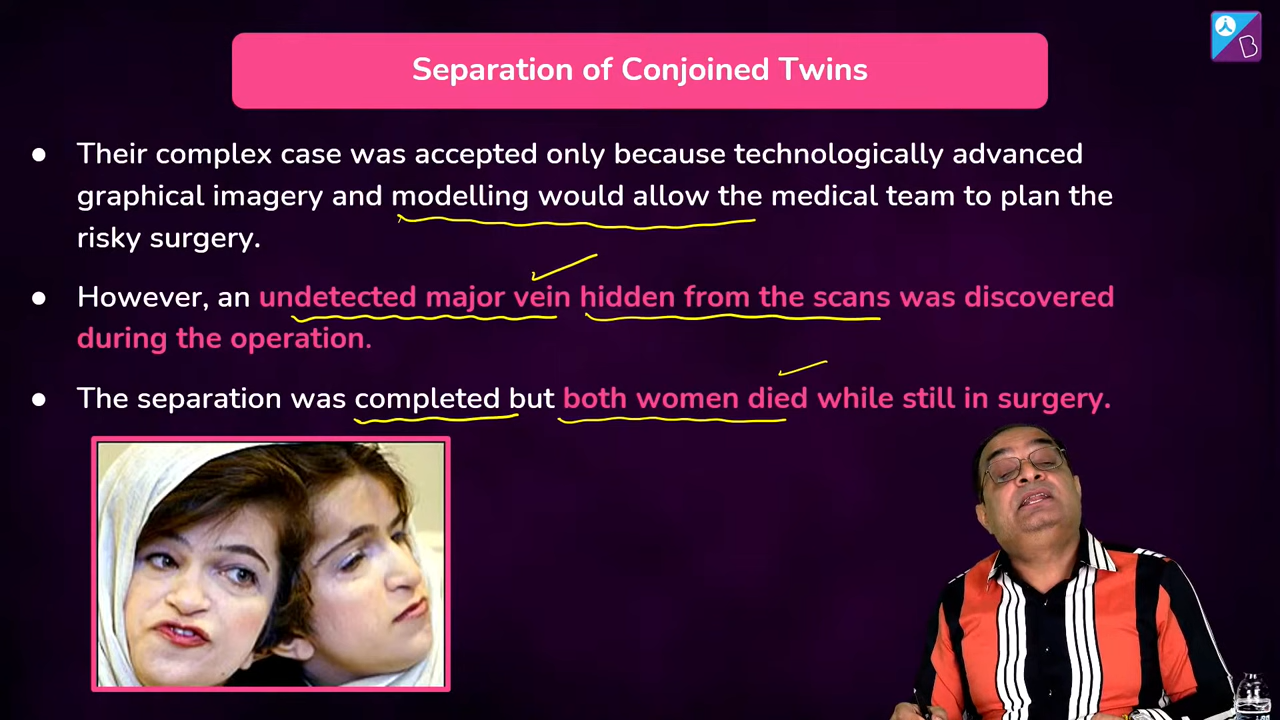 Separation of Conjoined Twins
● Their complex case was accepted only because technologically advanced
graphical imagery and modelling would allow the medical team to plan the
risky surgery.
● However, an undetected major vein hidden from the scans was discovered
during the operation.
● The separation was completed but both women died while still in surgery.
B